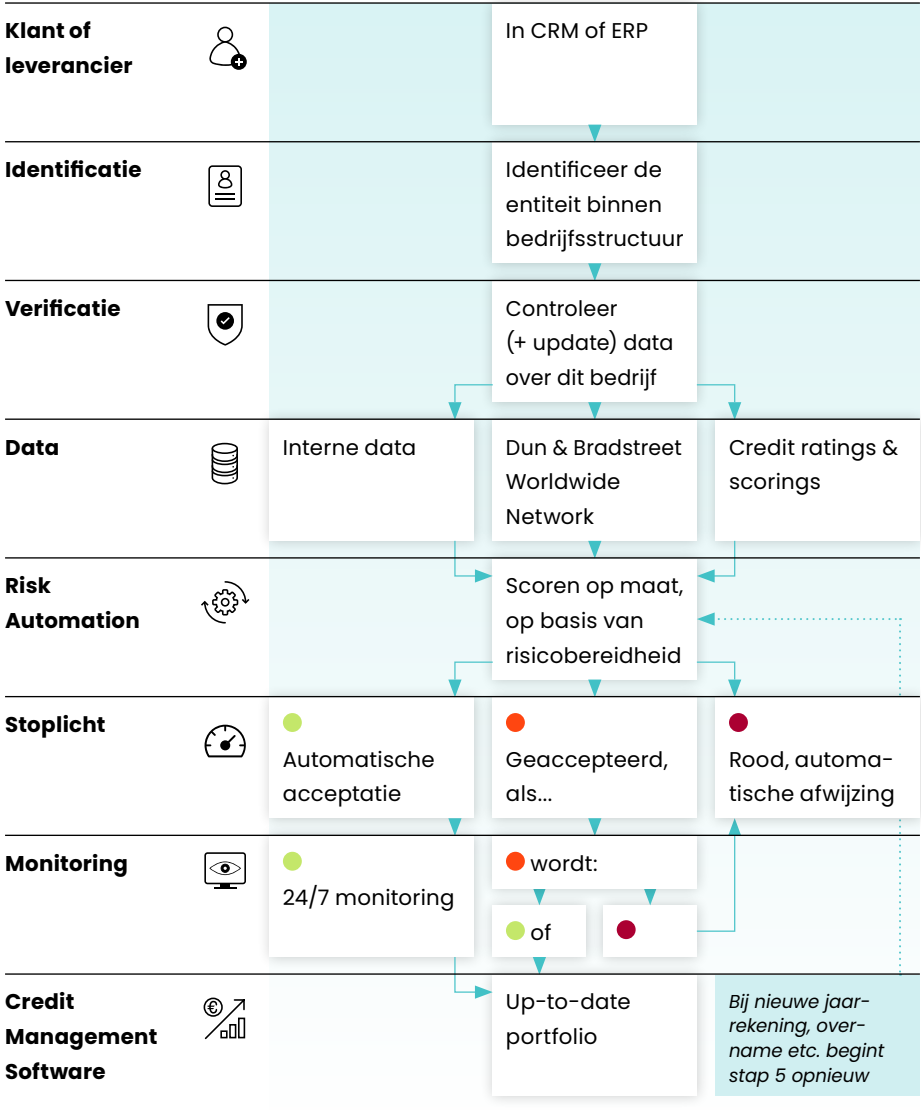 Klant of
leverancier
In CRM of ERP
Identificatie
Identificeer de
entiteit binnen
bedrijfsstructuur
Verificatie
Controleer
(+ update) data
over dit bedrijf
Data
Interne data
Dun & Bradstreet
Worldwide
Network
Credit ratings &
scorings
Risk
Automation
Scoren op maat,
op basis van
risicobereidheid
Stoplicht
Automatische
acceptatie
Geaccepteerd,
als...
Rood, automa-
tische afwijzing
Monitoring
24/7 monitoring
wordt:
of
Credit
Management
Software
€
Up-to-date
portfolio
Bij nieuwe jaar-
rekening, over-
name etc. begint
stap 5 opnieuw